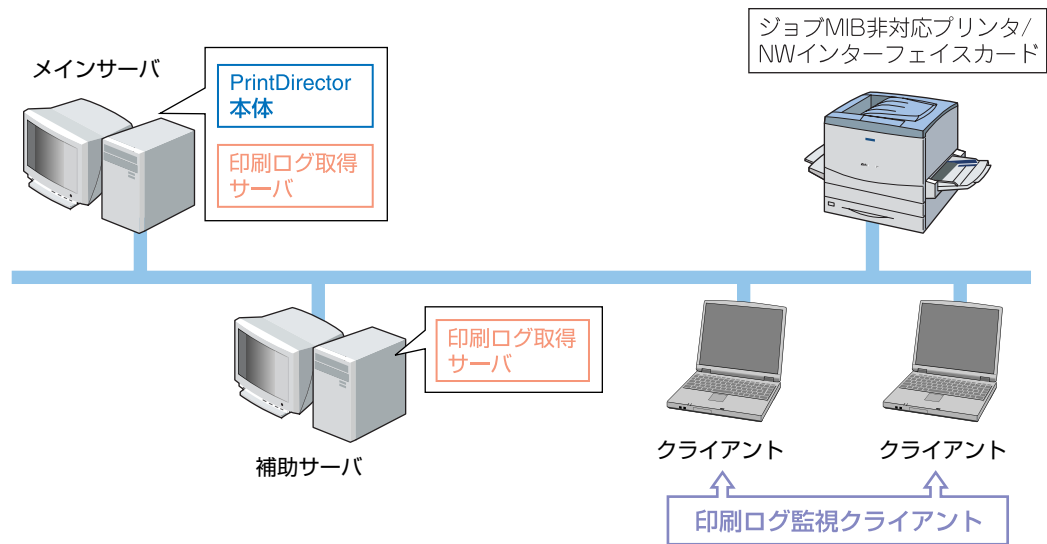 ジョブMIB非対応プリンタ/
NWインターフェイスカード
メインサーバ
PrintDirector
本体
印刷ログ取得
サーバ
印刷ログ取得
サーバ
補助サーバ
クライアント
クライアント
印刷ログ監視クライアント